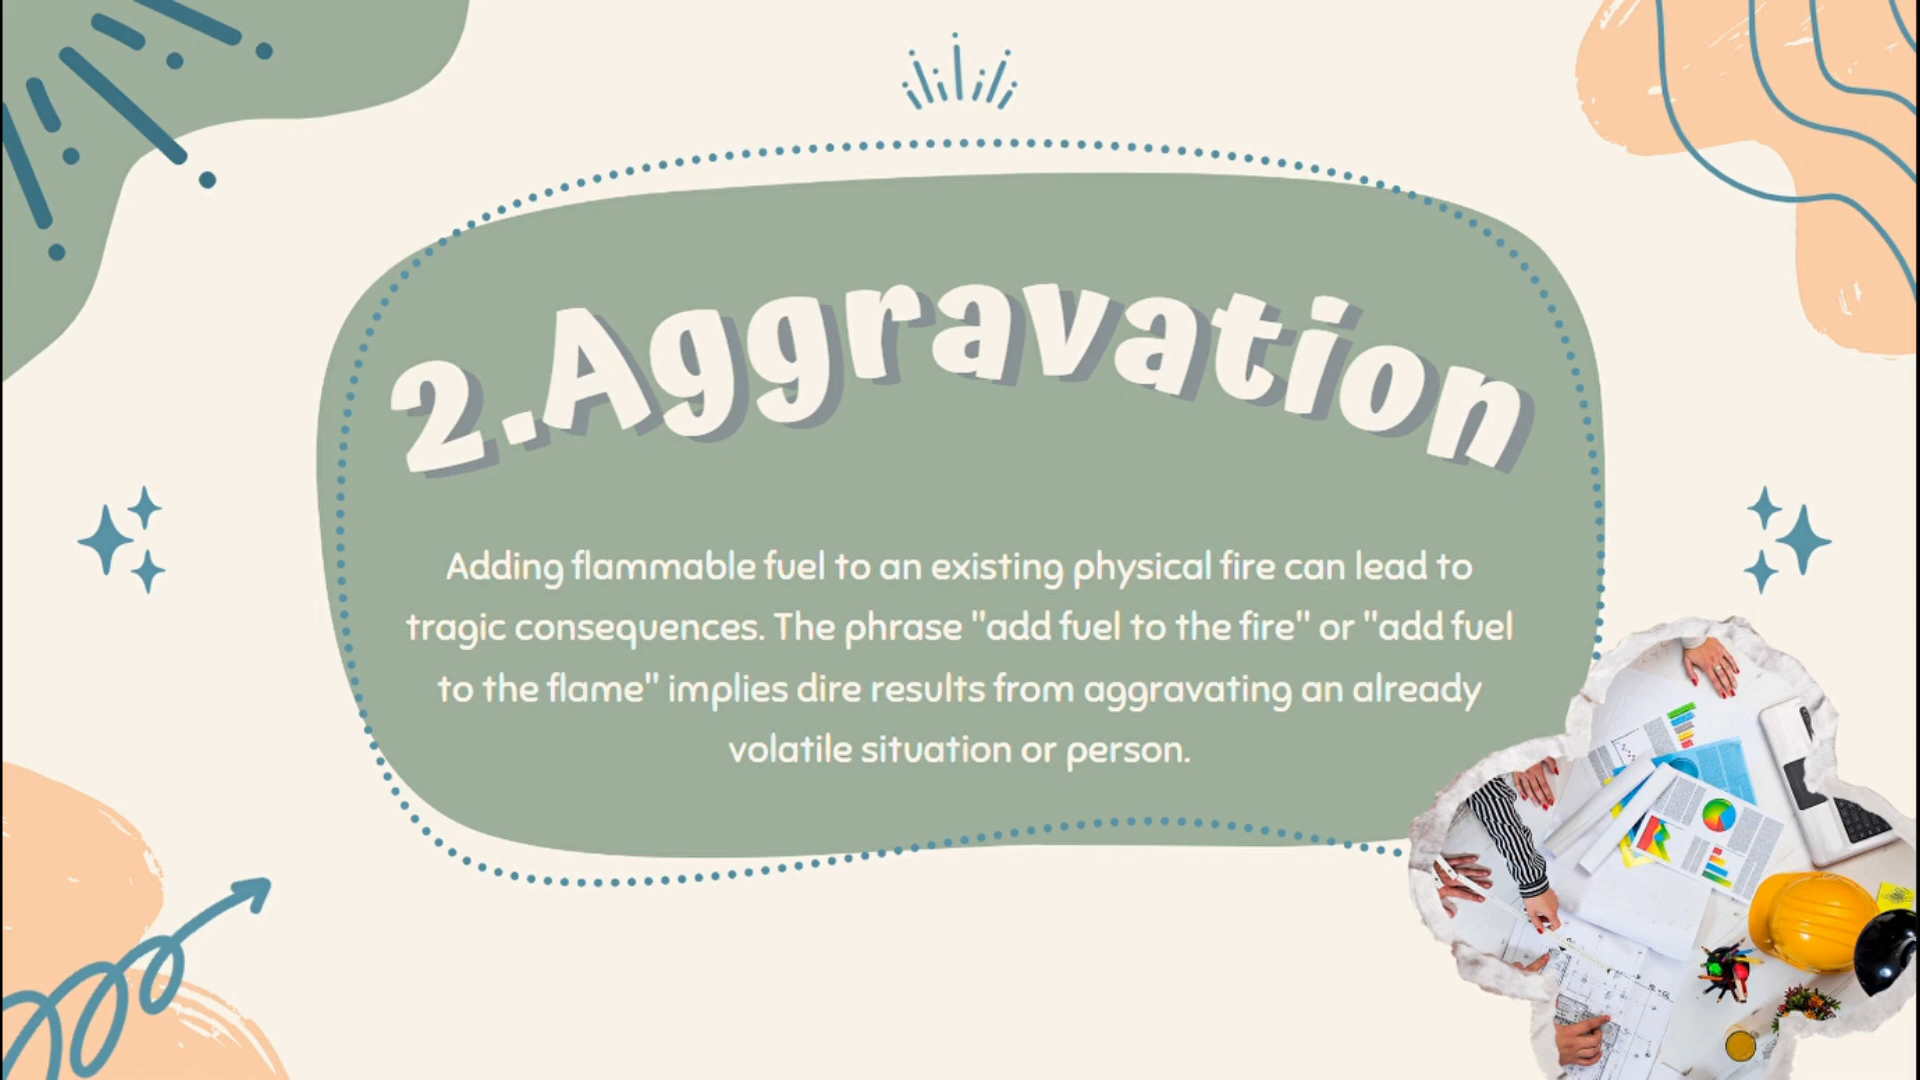 2.Aggravation
Adding flammable fuel to an existing physical fire can lead to
tragic consequences. The phrase "add fuel to the fire" or "add fuel
to the flame" implies dire results from aggravating an already
volatile situation or person.